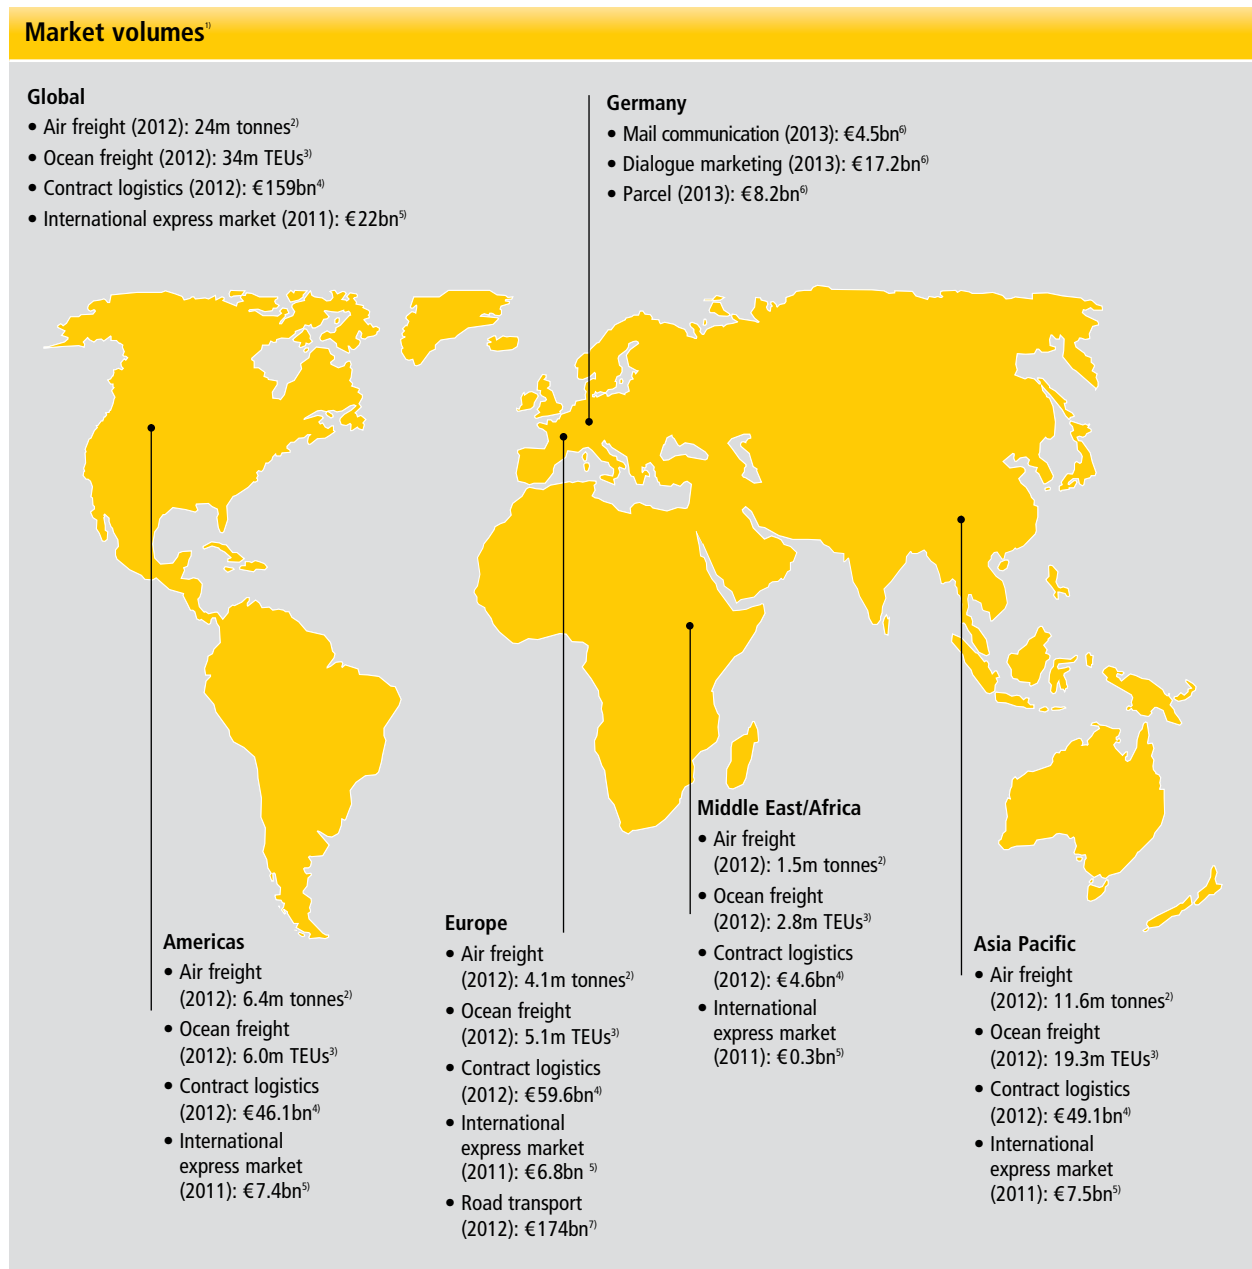 Market volumes1)
Global
• Air freight (2012): 24m tonnes2)
• Ocean freight (2012): 34m TEUs3)
• Contract logistics (2012): €159bn4)
• International express market (2011): €22bn5)
Germany
• Mail communication (2013): €4.5bn6)
• Dialogue marketing (2013): €17.2bn6)
• Parcel (2013): €8.2bn6)
Americas
• Air freight
(2012): 6.4m tonnes2)
• Ocean freight
(2012): 6.0m TEUs3)
• Contract logistics
(2012): €46.1bn4)
• International
express market
(2011): €7.4bn5)
Europe
• Air freight
(2012): 4.1m tonnes2)
• Ocean freight
(2012): 5.1m TEUs3)
• Contract logistics
(2012): €59.6bn4)
• International
express market
(2011): €6.8bn 5)
• Road transport
(2012): €174bn7)
Middle East/Africa
• Air freight
(2012): 1.5m tonnes2)
• Ocean freight
(2012): 2.8m TEUs3)
• Contract logistics
(2012): €4.6bn4)
• International
express market
(2011): €0.3bn5)
Asia Pacific
• Air freight
(2012): 11.6m tonnes2)
• Ocean freight
(2012): 19.3m TEUs3)
• Contract logistics
(2012): €49.1bn4)
• International
express market
(2011): €7.5bn5)